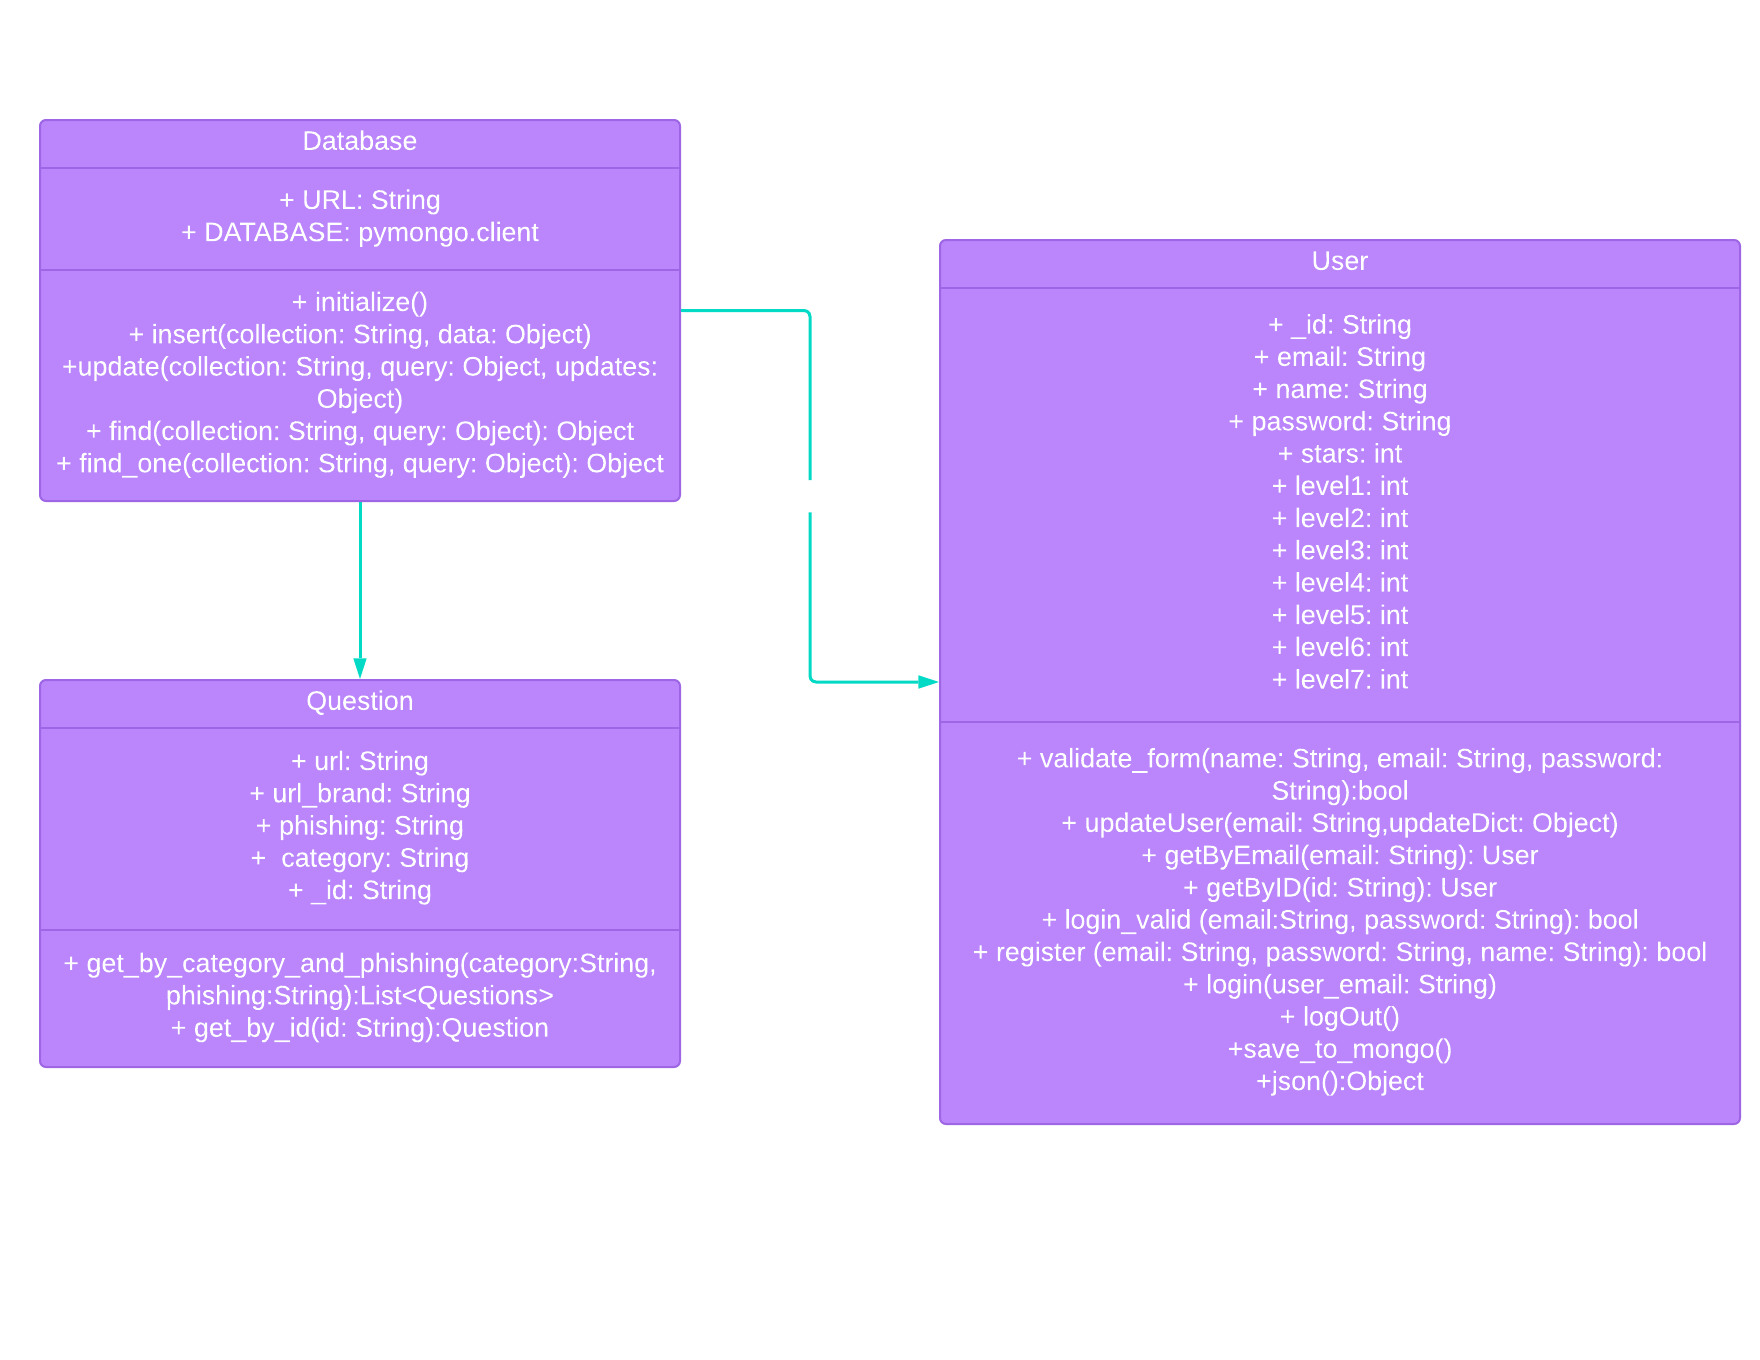 Database
+ URL: String
+ DATABASE: pymongo.client
+ initialize()
+ insert(collection: String, data: Object)
+update(collection: String, query: Object, updates:
Object)
+ find(collection: String, query: Object): Object
+ find_one(collection: String, query: Object): Object
Question
+ url: String
+ url_brand: String
+ phishing: String
+  category: String
+ _id: String
+ get_by_category_and_phishing(category:String,
phishing:String):List<Questions>
+ get_by_id(id: String):Question
User
+ _id: String
+ email: String
+ name: String
+ password: String
+ stars: int
+ level1: int
+ level2: int
+ level3: int
+ level4: int
+ level5: int
+ level6: int
+ level7: int
+ validate_form(name: String, email: String, password:
String):bool
+ updateUser(email: String,updateDict: Object)
+ getByEmail(email: String): User
+ getByID(id: String): User
+ login_valid (email:String, password: String): bool
+ register (email: String, password: String, name: String): bool
+ login(user_email: String)
+ logOut()
+save_to_mongo()
+json():Object